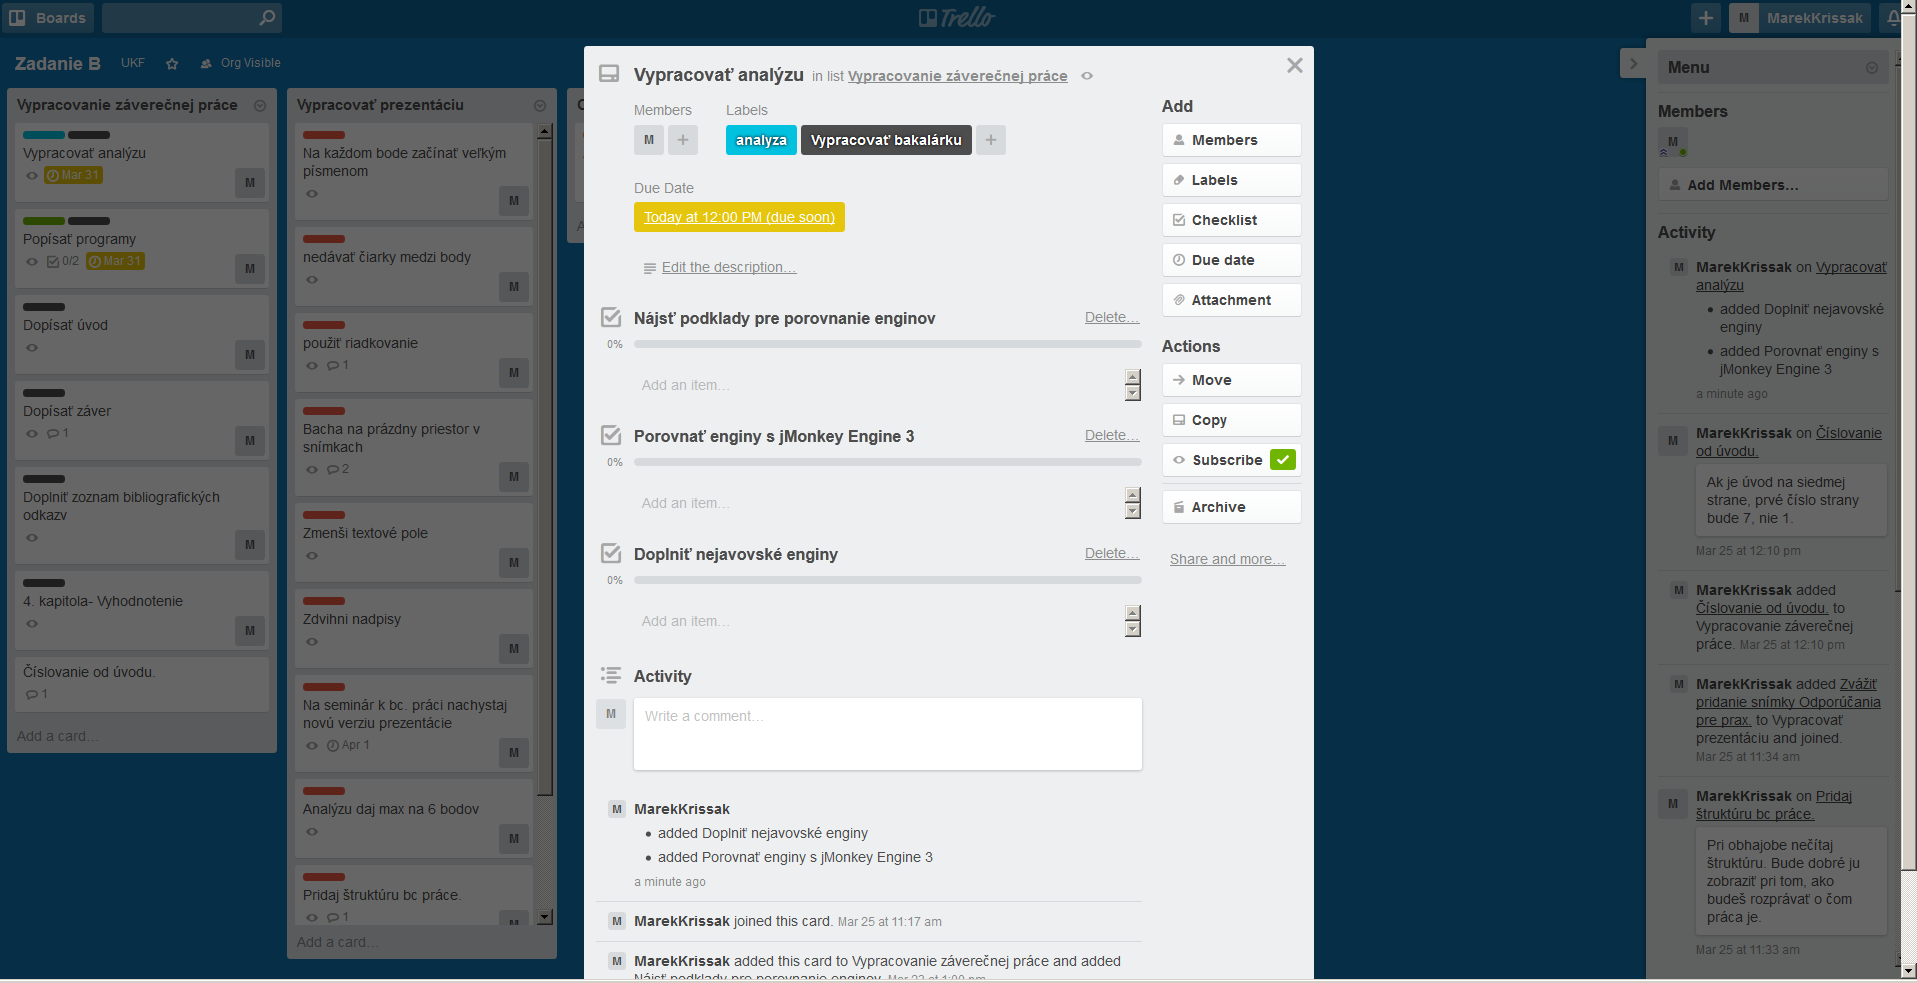 Boards
Trello
M MarekKrissak
Zadanie B UKF Org Visible
Vypracovanie záverečnej práce
Vypracovať analýzu
Mar 31
M
Popísať programy
0/2 Mar 31
M
Dopísať úvod
M
Dopísať záver
1
M
Doplniť zoznam bibliografických
odkazv
M
4. kapitola- Vyhodnotenie
M
Číslovanie od úvodu.
1
Add a card…
Vypracovať prezentáciu
Na každom bode začínať veľkým
písmenom
M
nedávať čiarky medzi body
M
použiť riadkovanie
1
M
Bacha na prázdny priestor v
snímkach
2
M
Zmenši textové pole
M
Zdvihni nadpisy
M
Na seminár k bc. práci nachystaj
novú verziu prezentácie
Apr 1
M
Analýzu daj max na 6 bodov
M
Pridaj štruktúru bc práce.
1
M
Add a card…
Vypracovať analýzu in list Vypracovanie záverečnej práce
Members Labels
M + analyza Vypracovať bakalárku +
Due Date
Today at 12:00 PM (due soon)
Edit the description…
Nájsť podklady pre porovnanie enginov Delete…
0%
Add an item…
Porovnať enginy s jMonkey Engine 3 Delete…
0%
Add an item…
Doplniť nejavovské enginy Delete…
0%
Add an item…
Activity
M Write a comment…
M MarekKrissak
• added Doplniť nejavovské enginy
• added Porovnať enginy s jMonkey Engine 3
a minute ago
M MarekKrissak joined this card. Mar 25 at 11:17 am
M MarekKrissak added this card to Vypracovanie záverečnej práce and added
Nájsť podklady pre porovnanie enginov.
Add
Members
Labels
Checklist
Due date
Attachment
Actions
Move
Copy
Subscribe
Archive
Share and more…
Menu
Members
M
Add Members…
Activity
M MarekKrissak on Vypracovať
analýzu
• added Doplniť nejavovské
enginy
• added Porovnať enginy s
jMonkey Engine 3
a minute ago
M MarekKrissak on Číslovanie
od úvodu.
Ak je úvod na siedmej
strane, prvé číslo strany
bude 7, nie 1.
Mar 25 at 12:10 pm
M MarekKrissak added
Číslovanie od úvodu. to
Vypracovanie záverečnej
práce. Mar 25 at 12:10 pm
M MarekKrissak added Zvážiť
pridanie snímky Odporúčania
pre prax. to Vypracovať
prezentáciu and joined.
Mar 25 at 11:34 am
M MarekKrissak on Pridaj
štruktúru bc práce.
Pri obhajobe nečítaj
štruktúru. Bude dobré ju
zobraziť pri tom, ako
budeš rozprávať o čom
práca je.
Mar 25 at 11:33 am